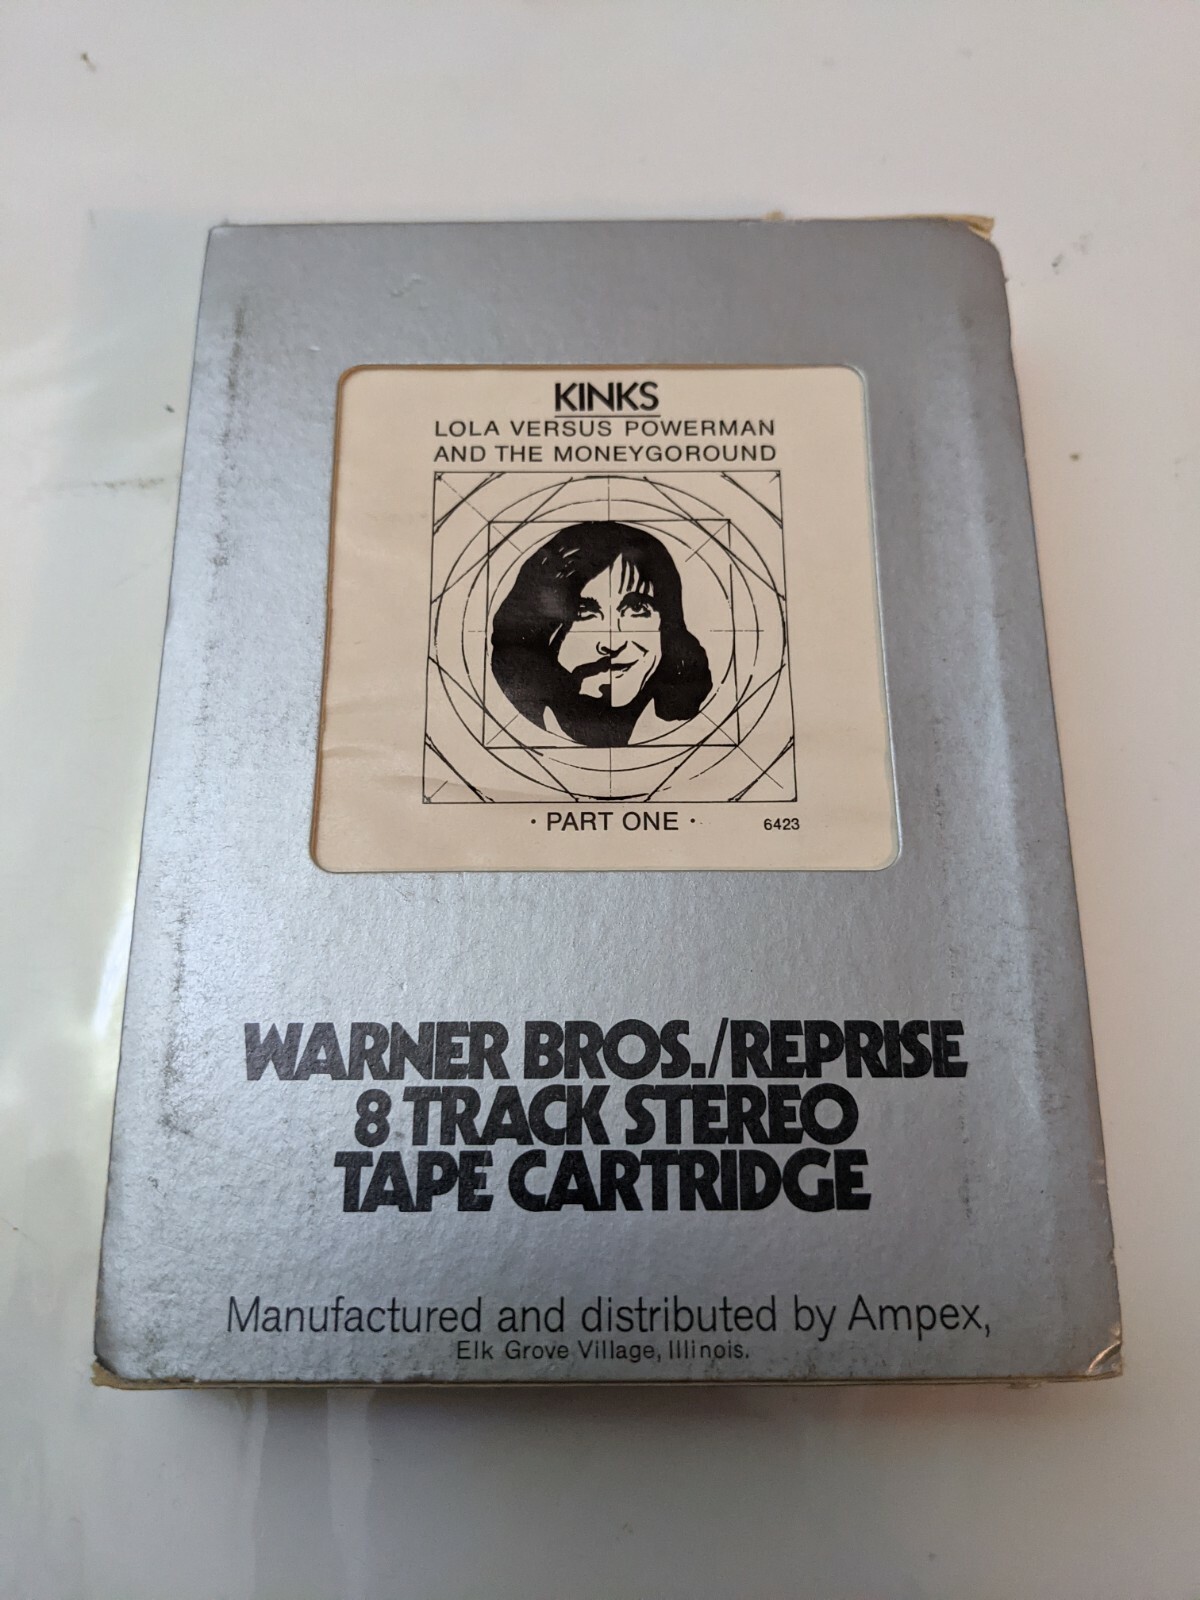 KINKS
LOLA VERSUS POWERMAN
AND THE MONEYGOROUND
· PART ONE ·
6423
WARNER BROS./REPRISE
8 TRACK STEREO
TAPE CARTRIDGE
Manufactured and distributed by Ampex,
Elk Grove Village, Illinois.